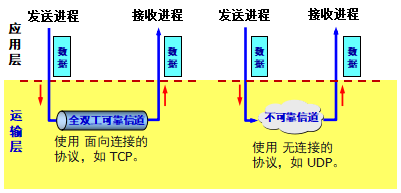 发送进程 接收进程 发送进程 接收进程
应用层
数据 数据 数据 数据
运输层
全双工可靠信道 不可靠信道
使用 面向连接的 使用 无连接的
协议，如 TCP。 协议，如 UDP。